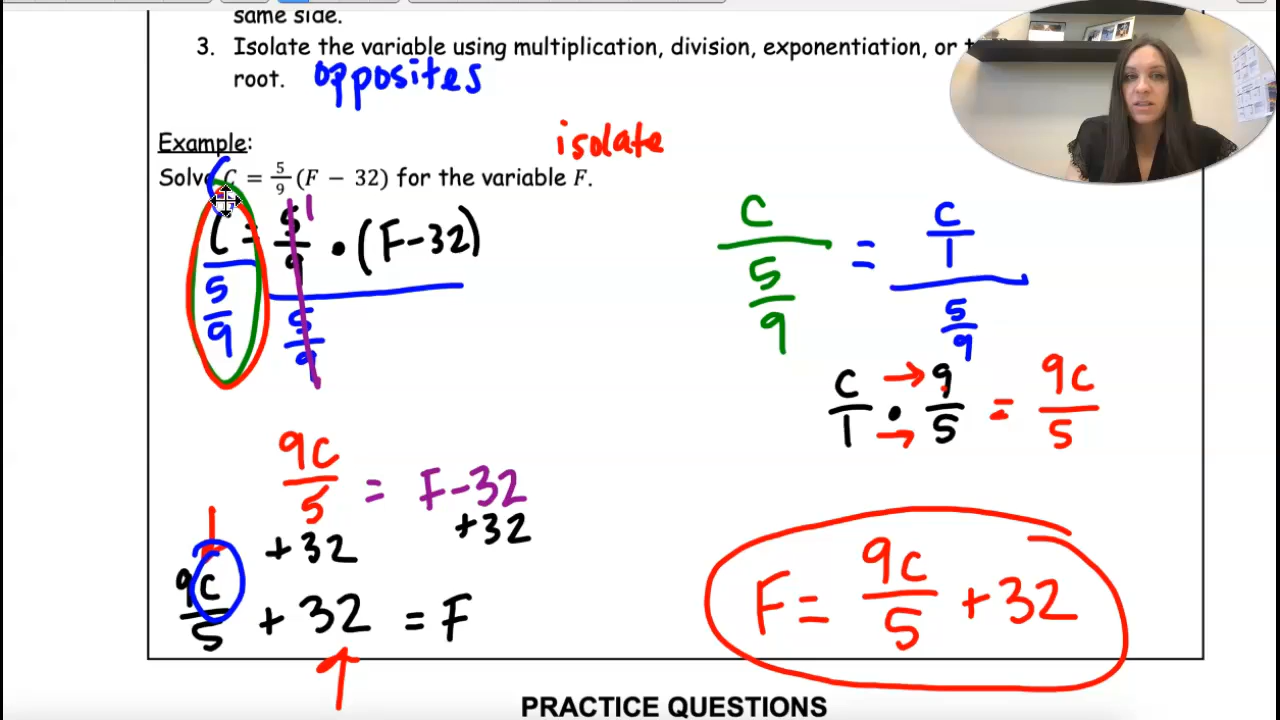 same side.
3. Isolate the variable using multiplication, division, exponentiation, or
root. opposites
Example:
isolate
Solve C = 5/9 (F − 32) for the variable F.
C = 5/9 • (F-32)
5/9 5/9
1
C / 5/9 = C/1 / 5/9
C/1 • 9/5 = 9C/5
9C/5 = F-32
+32 +32
9C/5 + 32 = F
F = 9C/5 + 32
PRACTICE QUESTIONS